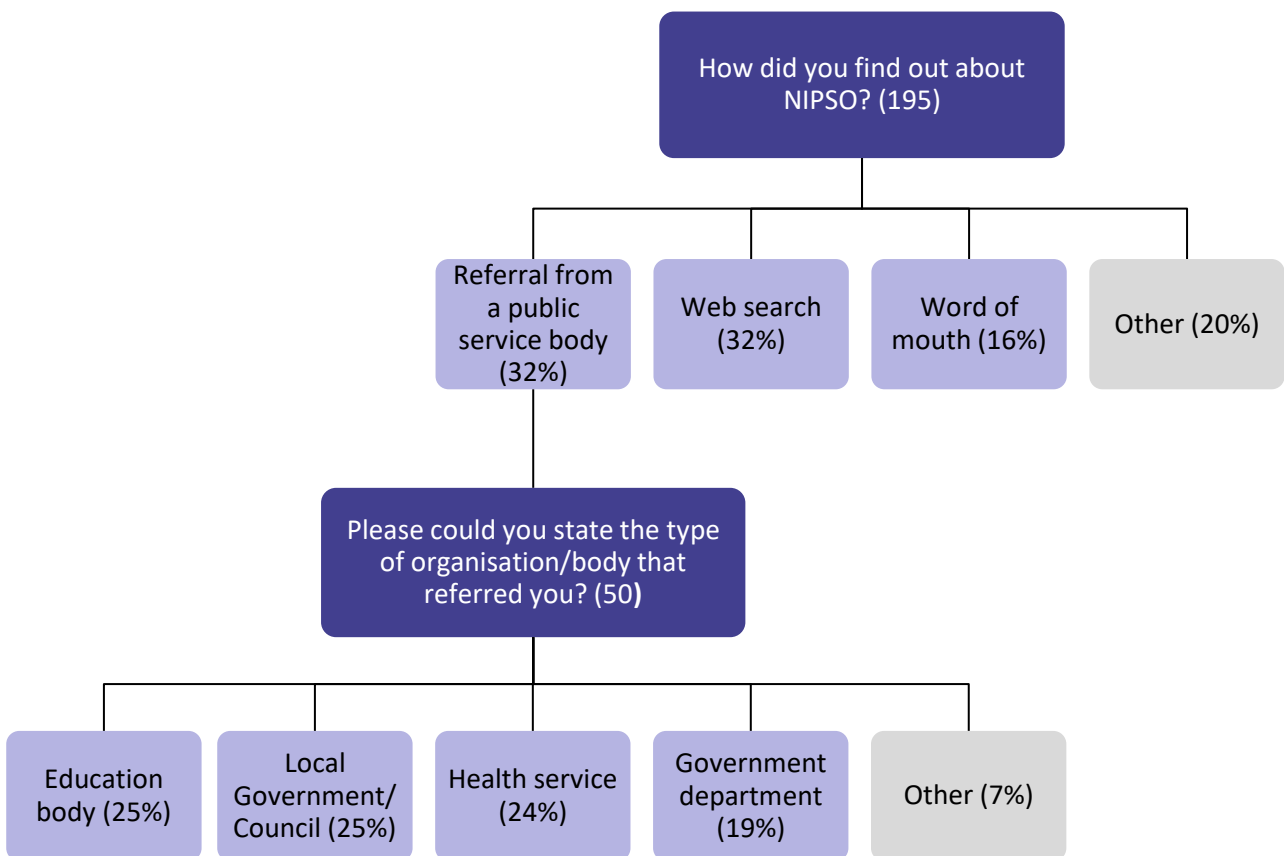 How did you find out about
NIPSO? (195)
Referral from
a public
service body
(32%)
Web search
(32%)
Word of
mouth (16%)
Other (20%)
Please could you state the type
of organisation/body that
referred you? (50)
Education
body (25%)
Local
Government/
Council (25%)
Health service
(24%)
Government
department
(19%)
Other (7%)